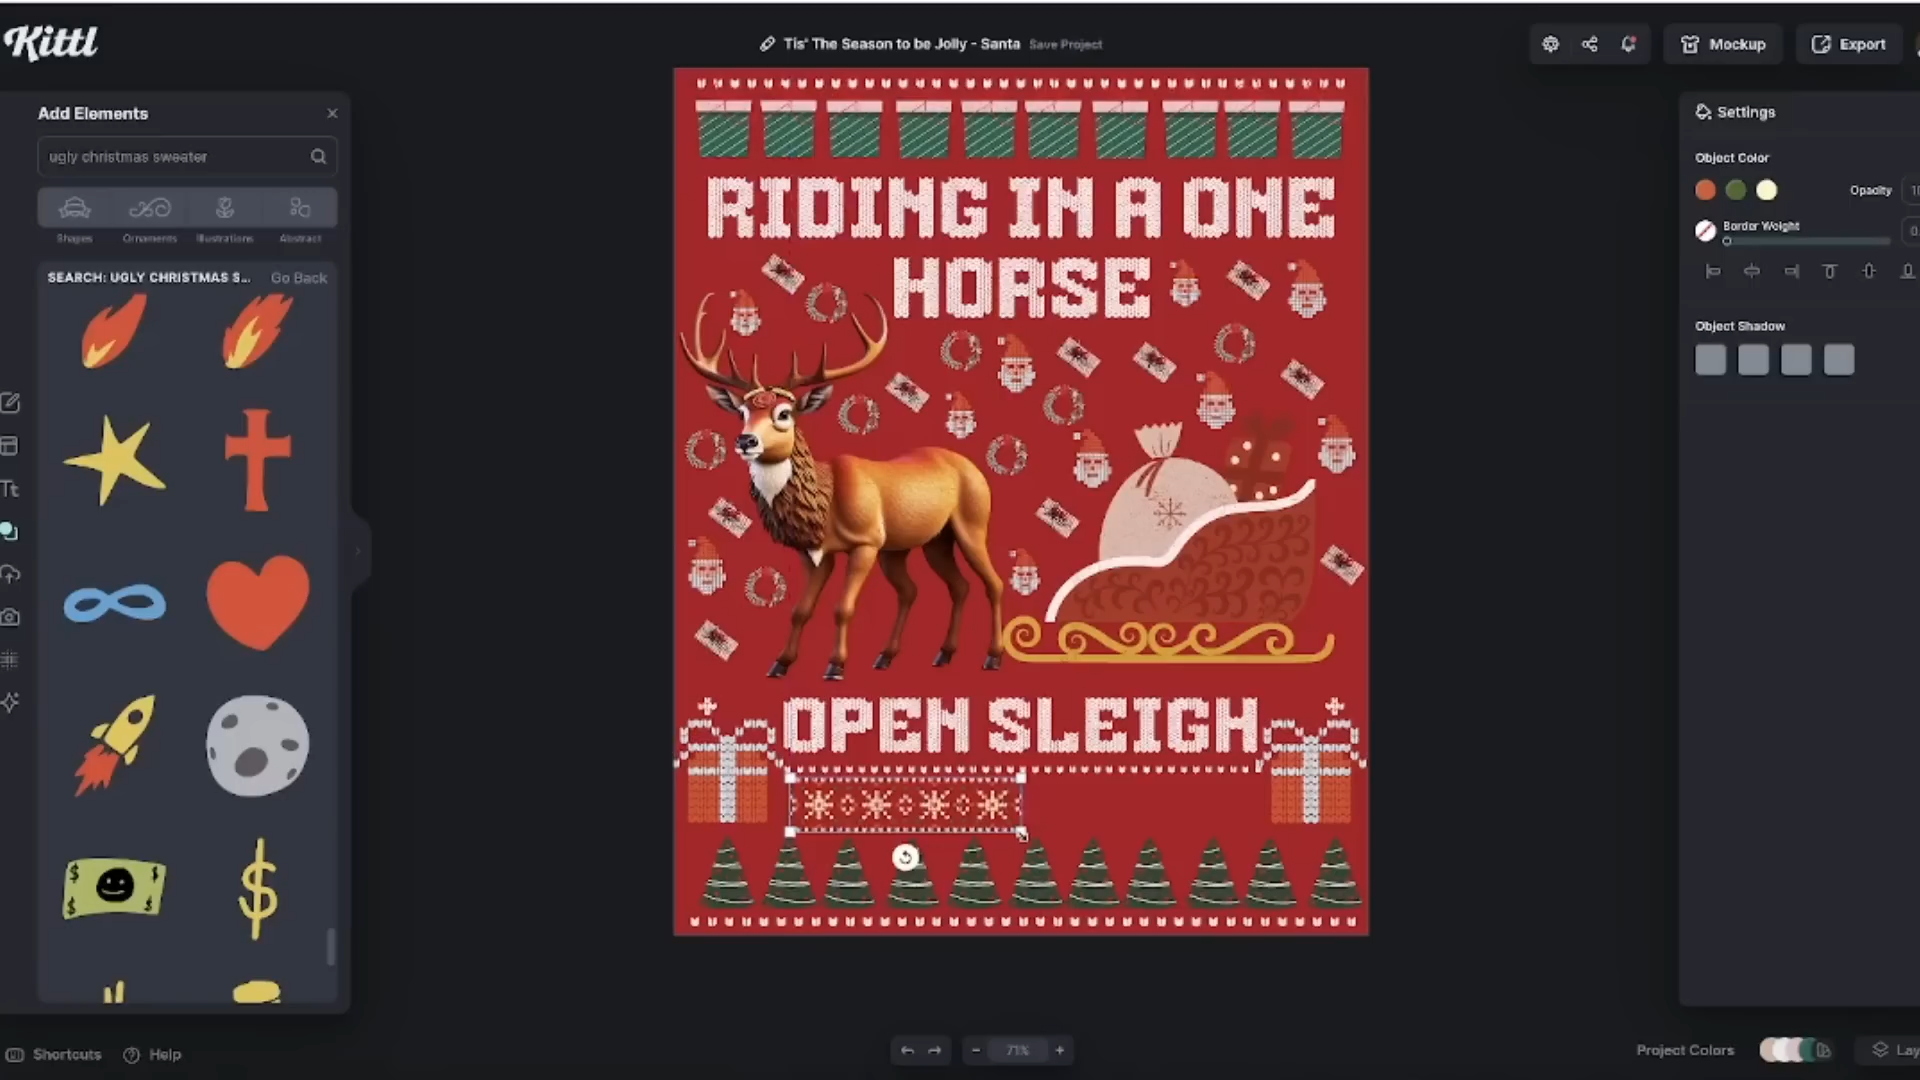 Kittl
Tis' The Season to be Jolly - Santa Save Project
Mockup
Export
Add Elements
ugly christmas sweater
Shapes Ornaments Illustrations Abstract
SEARCH: UGLY CHRISTMAS S... Go Back
Tt
RIDING IN A ONE
HORSE
OPEN SLEIGH
Settings
Object Color
Opacity
Border Weight
Object Shadow
Shortcuts Help
71%
Project Colors
Lay